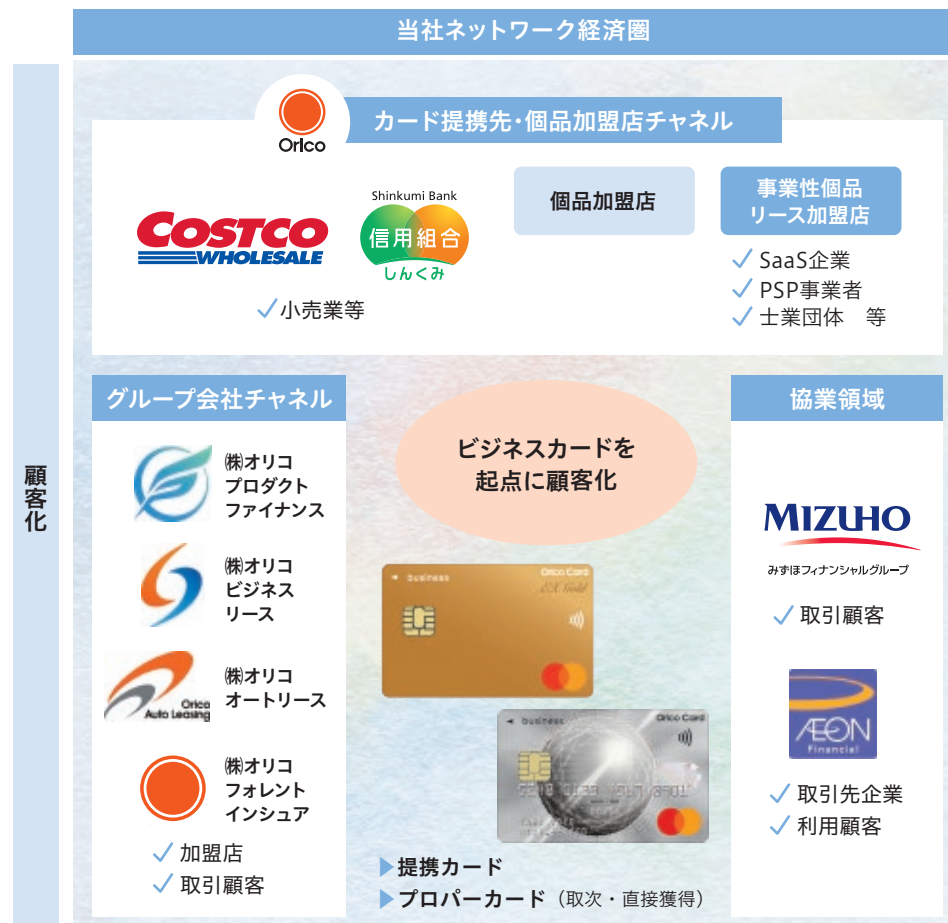 当社ネットワーク経済圏
顧客化
Orico
カード提携先・個品加盟店チャネル
COSTCO
WHOLESALE
Shinkumi Bank
信用組合
しんくみ
小売業等
個品加盟店
事業性個品
リース加盟店
SaaS企業
PSP事業者
士業団体　等
グループ会社チャネル
㈱オリコ
プロダクト
ファイナンス
㈱オリコ
ビジネス
リース
Orico
Auto Leasing
㈱オリコ
オートリース
㈱オリコ
フォレント
インシュア
加盟店
取引顧客
ビジネスカードを
起点に顧客化
business
Orico Card
EX Gold
business
Orico Card
提携カード
プロパーカード（取次・直接獲得）
協業領域
MIZUHO
みずほフィナンシャルグループ
取引顧客
ÆON
Financial
取引先企業
利用顧客